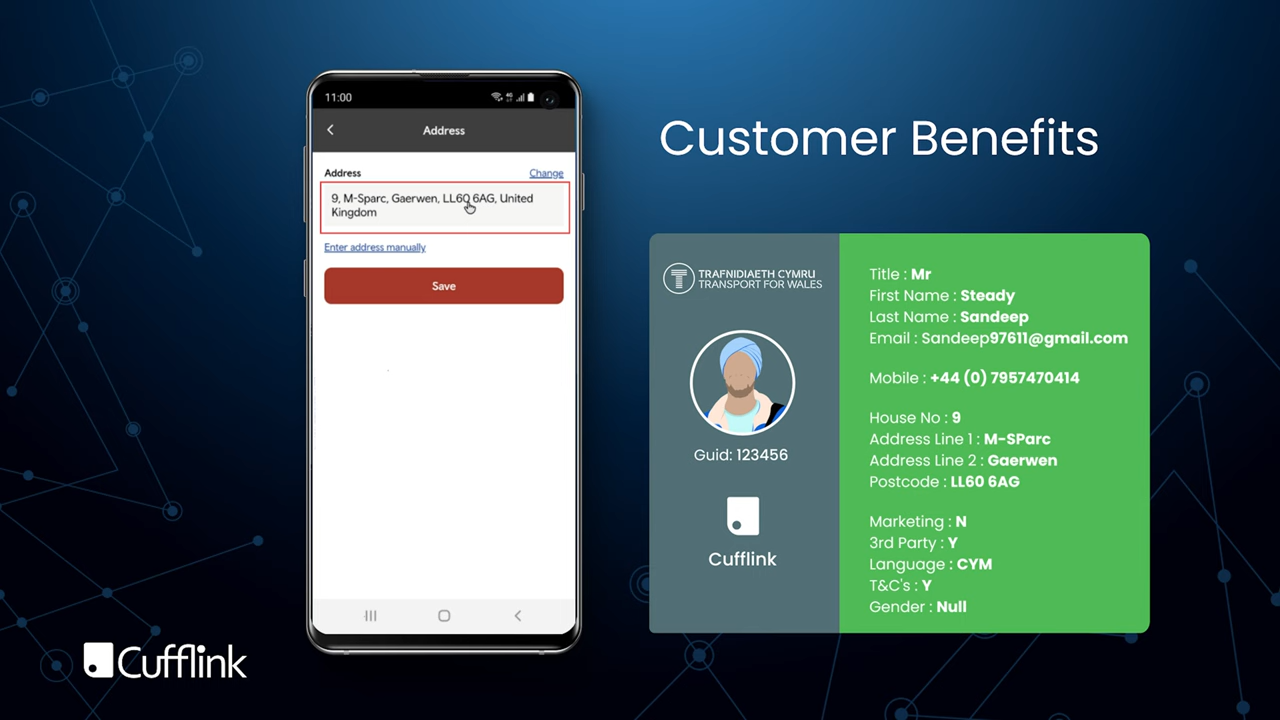 11:00
Address
Address
Change
9, M-Sparc, Gaerwen, LL60 6AG, United
Kingdom
Enter address manually
Save
Customer Benefits
TRAFNIDIAETH CYMRU
TRANSPORT FOR WALES
Guid: 123456
Cufflink
Title : Mr
First Name : Steady
Last Name : Sandeep
Email : Sandeep97611@gmail.com
Mobile : +44 (0) 7957470414
House No : 9
Address Line 1 : M-SParc
Address Line 2 : Gaerwen
Postcode : LL60 6AG
Marketing : N
3rd Party : Y
Language : CYM
T&C's : Y
Gender : Null
Cufflink